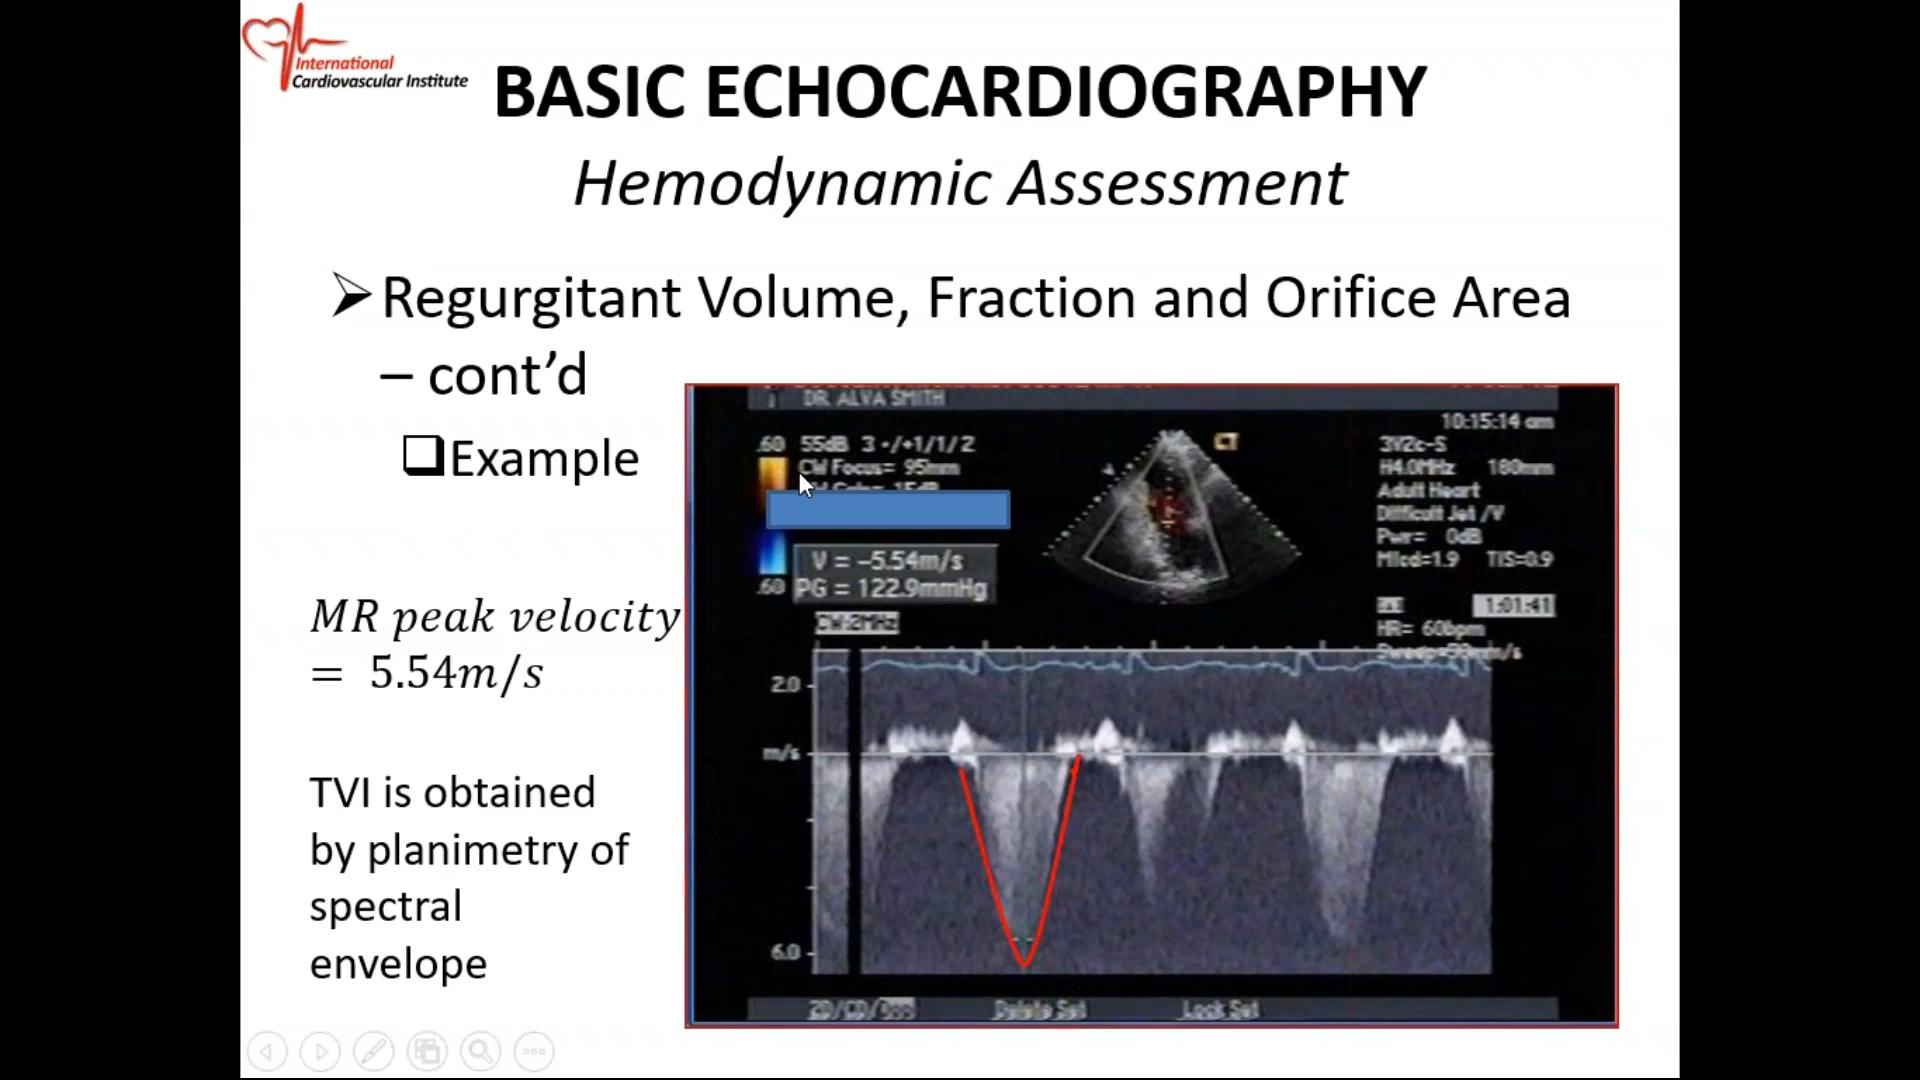 International
Cardiovascular Institute
BASIC ECHOCARDIOGRAPHY
Hemodynamic Assessment
➢Regurgitant Volume, Fraction and Orifice Area
– cont’d
❑Example
MR peak velocity
= 5.54m/s
TVI is obtained
by planimetry of
spectral
envelope
DR. ALVA SMITH
10:15:14 am
.60 55dB 3 •/+1/1/2
CW Focus= 95mm
3V2c-S
H4.0MHz 180mm
Adult Heart
Difficult Jet /V
Pwr= 0dB
TIS=0.9
V = -5.54m/s
.60 PG = 122.9mmHg
CW:2MHz
1:01:41
HR= 60bpm
2.0
m/s
6.0
2D/CD/Dop
Delete Set
Lock Set